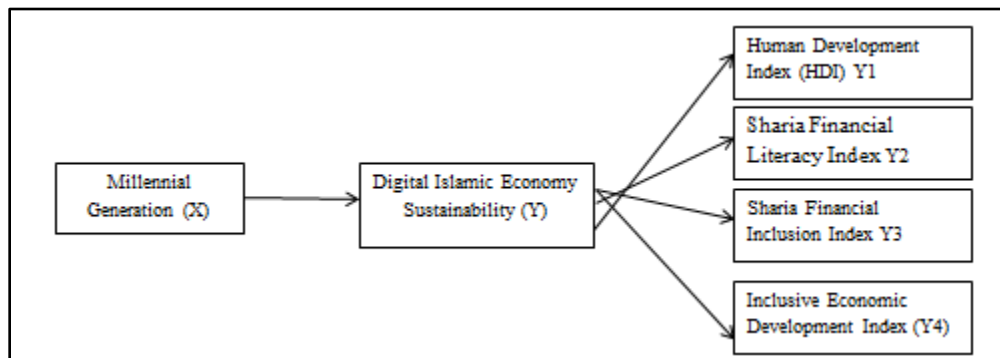 Millennial
Generation (X)
Digital Islamic Economy
Sustainability (Y)
Human Development
Index (HDI) Y1
Sharia Financial
Literacy Index Y2
Sharia Financial
Inclusion Index Y3
Inclusive Economic
Development Index (Y4)